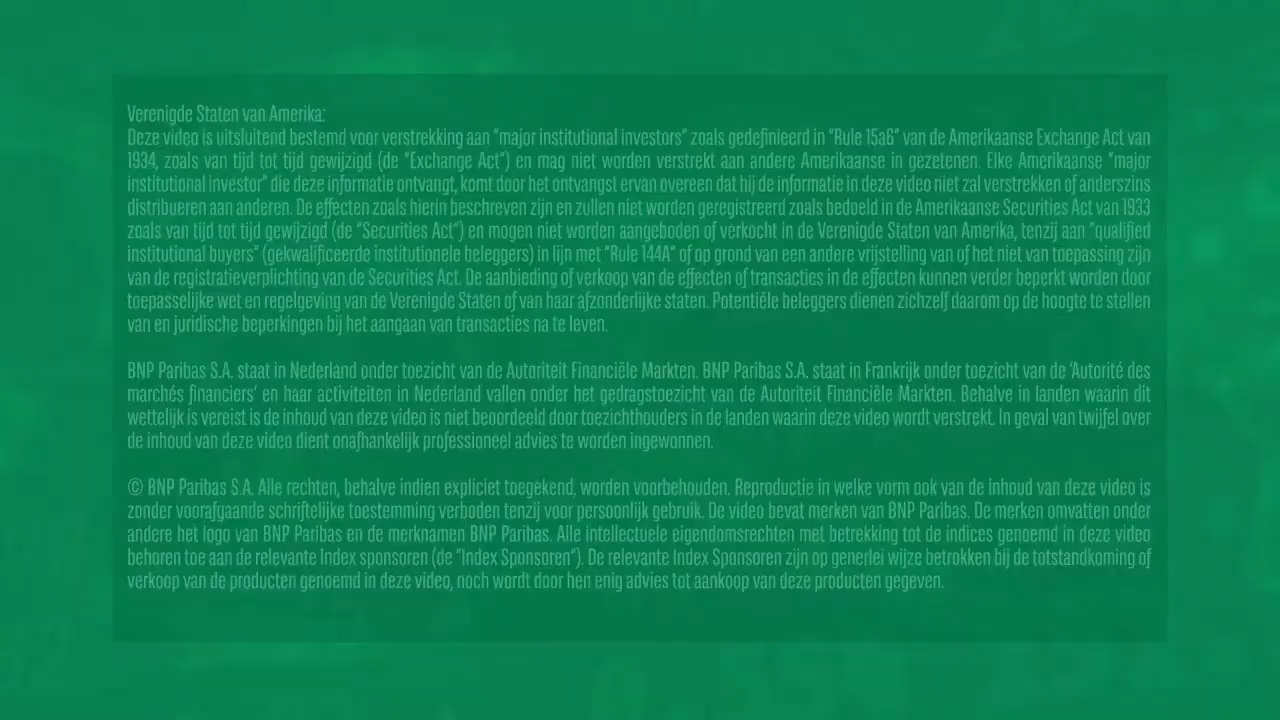 Verenigde Staten van Amerika:
Deze video is uitsluitend bestemd voor verstrekking aan "major institutional investors" zoals gedefinieerd in "Rule 15a6" van de Amerikaanse Exchange Act van
1934, zoals van tijd tot tijd gewijzigd (de "Exchange Act") en mag niet worden verstrekt aan andere Amerikaanse in gezetenen. Elke Amerikaanse "major
institutional investor" die deze informatie ontvangt, komt door het ontvangst ervan overeen dat hij de informatie in deze video niet zal verstrekken of anderszins
distribueren aan anderen. De effecten zoals hierin beschreven zijn en zullen niet worden geregistreerd zoals bedoeld in de Amerikaanse Securities Act van 1933
zoals van tijd tot tijd gewijzigd (de "Securities Act") en mogen niet worden aangeboden of verkocht in de Verenigde Staten van Amerika, tenzij aan "qualified
institutional buyers" (gekwalificeerde institutionele beleggers) in lijn met "Rule 144A" of op grond van een andere vrijstelling van of het niet van toepassing zijn
van de registratieverplichting van de Securities Act. De aanbieding of verkoop van de effecten of transacties in de effecten kunnen verder beperkt worden door
toepasselijke wet en regelgeving van de Verenigde Staten of van haar afzonderlijke staten. Potentiële beleggers dienen zichzelf daarom op de hoogte te stellen
van en juridische beperkingen bij het aangaan van transacties na te leven.
BNP Paribas S.A. staat in Nederland onder toezicht van de Autoriteit Financiële Markten. BNP Paribas S.A. staat in Frankrijk onder toezicht van de 'Autorité des
marchés financiers' en haar activiteiten in Nederland vallen onder het gedragstoezicht van de Autoriteit Financiële Markten. Behalve in landen waarin dit
wettelijk is vereist is de inhoud van deze video is niet beoordeeld door toezichthouders in de landen waarin deze video wordt verstrekt. In geval van twijfel over
de inhoud van deze video dient onafhankelijk professioneel advies te worden ingewonnen.
© BNP Paribas S.A. Alle rechten, behalve indien expliciet toegekend, worden voorbehouden. Reproductie in welke vorm ook van de inhoud van deze video is
zonder voorafgaande schriftelijke toestemming verboden tenzij voor persoonlijk gebruik. De video bevat merken van BNP Paribas. De merken omvatten onder
andere het logo van BNP Paribas en de merknamen BNP Paribas. Alle intellectuele eigendomsrechten met betrekking tot de indices genoemd in deze video
behoren toe aan de relevante Index sponsoren (de "Index Sponsoren"). De relevante Index Sponsoren zijn op generlei wijze betrokken bij de totstandkoming of
verkoop van de producten genoemd in deze video, noch wordt door hen enig advies tot aankoop van deze producten gegeven.